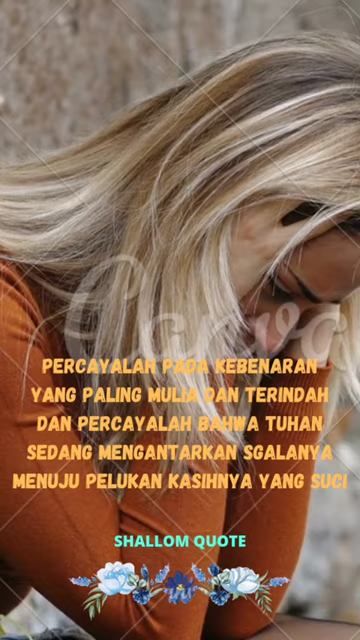 Canva
PERCAYALAH PADA KEBENARAN
YANG PALING MULIA DAN TERINDAH
DAN PERCAYALAH BAHWA TUHAN
SEDANG MENGANTARKAN SGALANYA
MENUJU PELUKAN KASIHNYA YANG SUCI
SHALLOM QUOTE